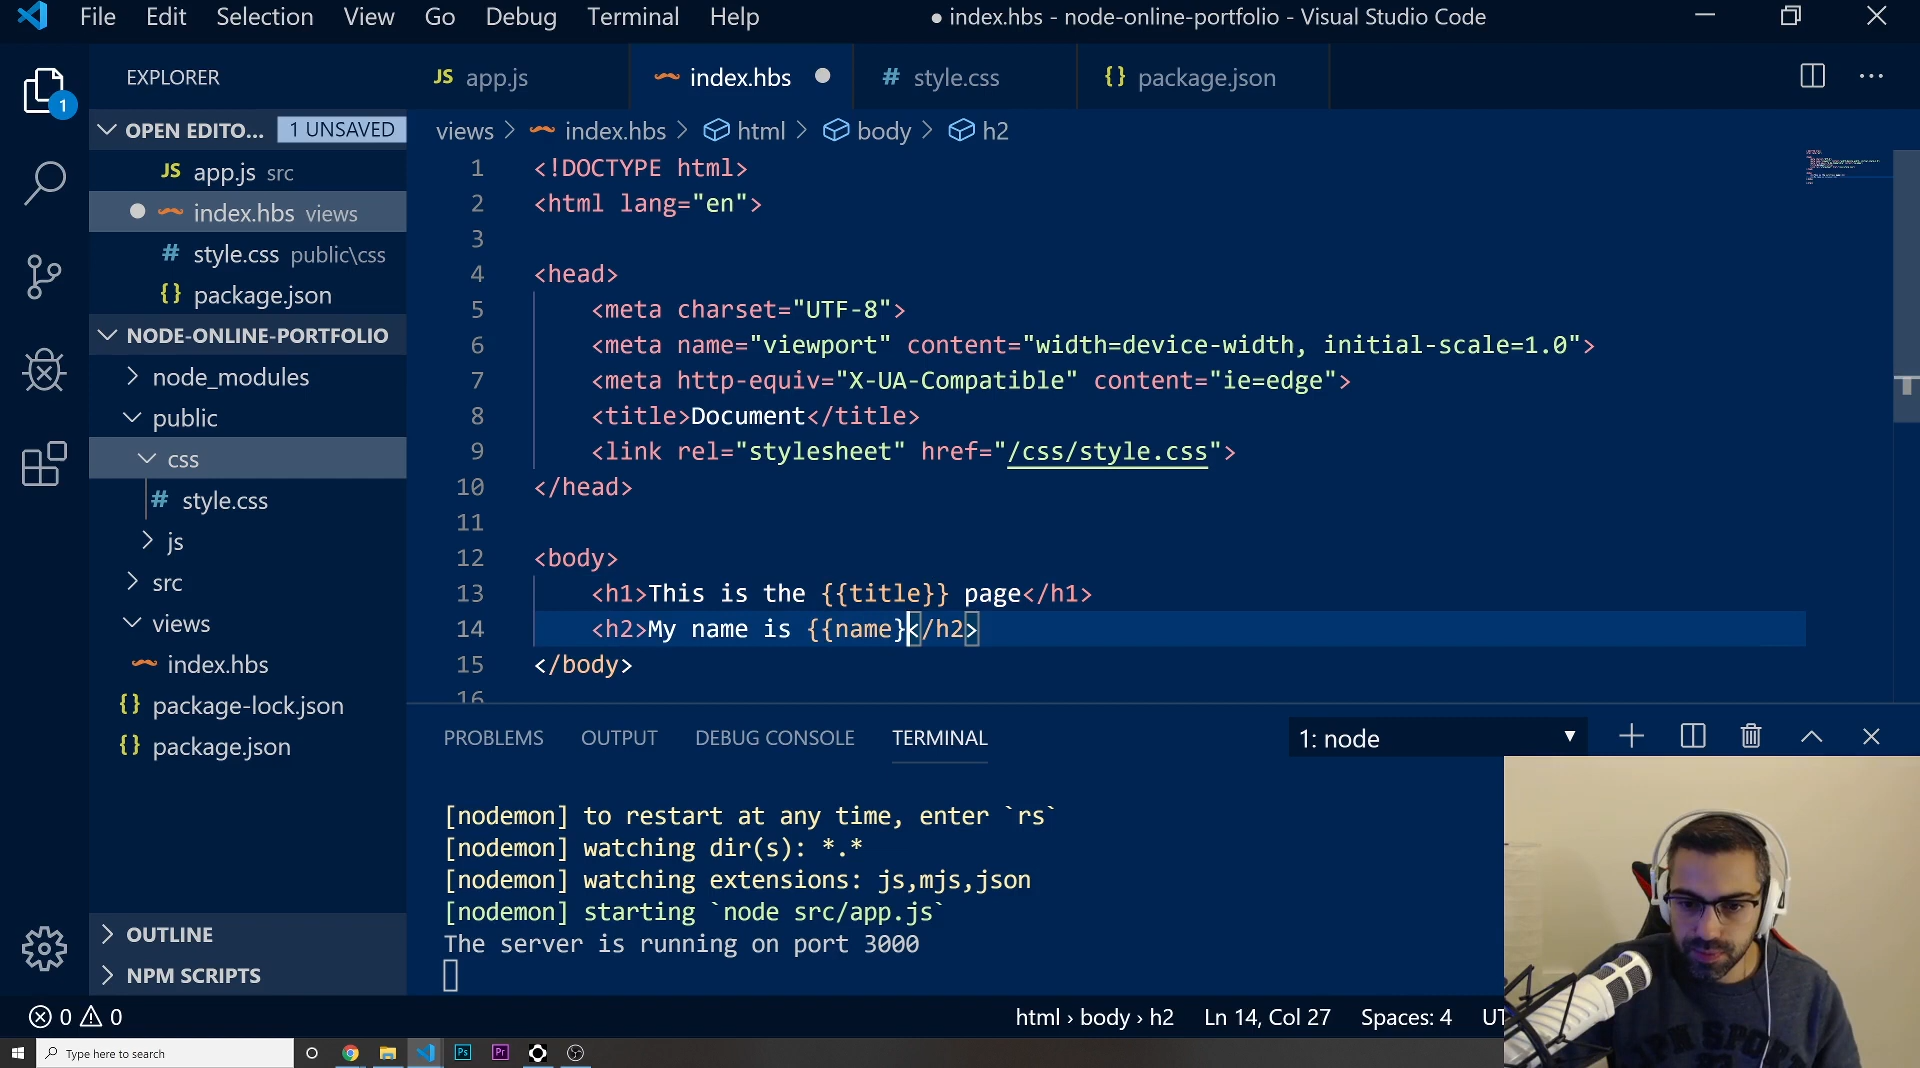 File Edit Selection View Go Debug Terminal Help
● index.hbs - node-online-portfolio - Visual Studio Code
EXPLORER
JS app.js
index.hbs
# style.css
{} package.json
1
OPEN EDITO... 1 UNSAVED
JS app.js src
index.hbs views
# style.css public\css
{} package.json
NODE-ONLINE-PORTFOLIO
node_modules
public
css
# style.css
js
src
views
index.hbs
{} package-lock.json
{} package.json
OUTLINE
NPM SCRIPTS
views > index.hbs > html > body > h2
1 <!DOCTYPE html>
2 <html lang="en">
3
4 <head>
5 <meta charset="UTF-8">
6 <meta name="viewport" content="width=device-width, initial-scale=1.0">
7 <meta http-equiv="X-UA-Compatible" content="ie=edge">
8 <title>Document</title>
9 <link rel="stylesheet" href="/css/style.css">
10 </head>
11
12 <body>
13 <h1>This is the {{title}} page</h1>
14 <h2>My name is {{name}</h2>
15 </body>
16
PROBLEMS OUTPUT DEBUG CONSOLE TERMINAL
1: node
[nodemon] to restart at any time, enter `rs`
[nodemon] watching dir(s): *.*
[nodemon] watching extensions: js,mjs,json
[nodemon] starting `node src/app.js`
The server is running on port 3000
0 0
html › body › h2 Ln 14, Col 27 Spaces: 4 UT
Type here to search
Ps
Pr